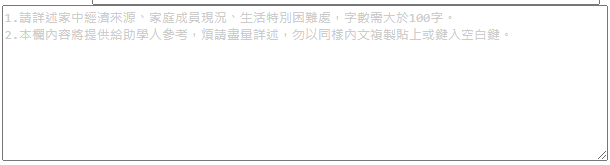 1.請詳述家中經濟來源、家庭成員現況、生活特別困難處，字數需大於100字。
2.本欄內容將提供給助學人參考，煩請盡量詳述，勿以同樣內文複製貼上或鍵入空白鍵。